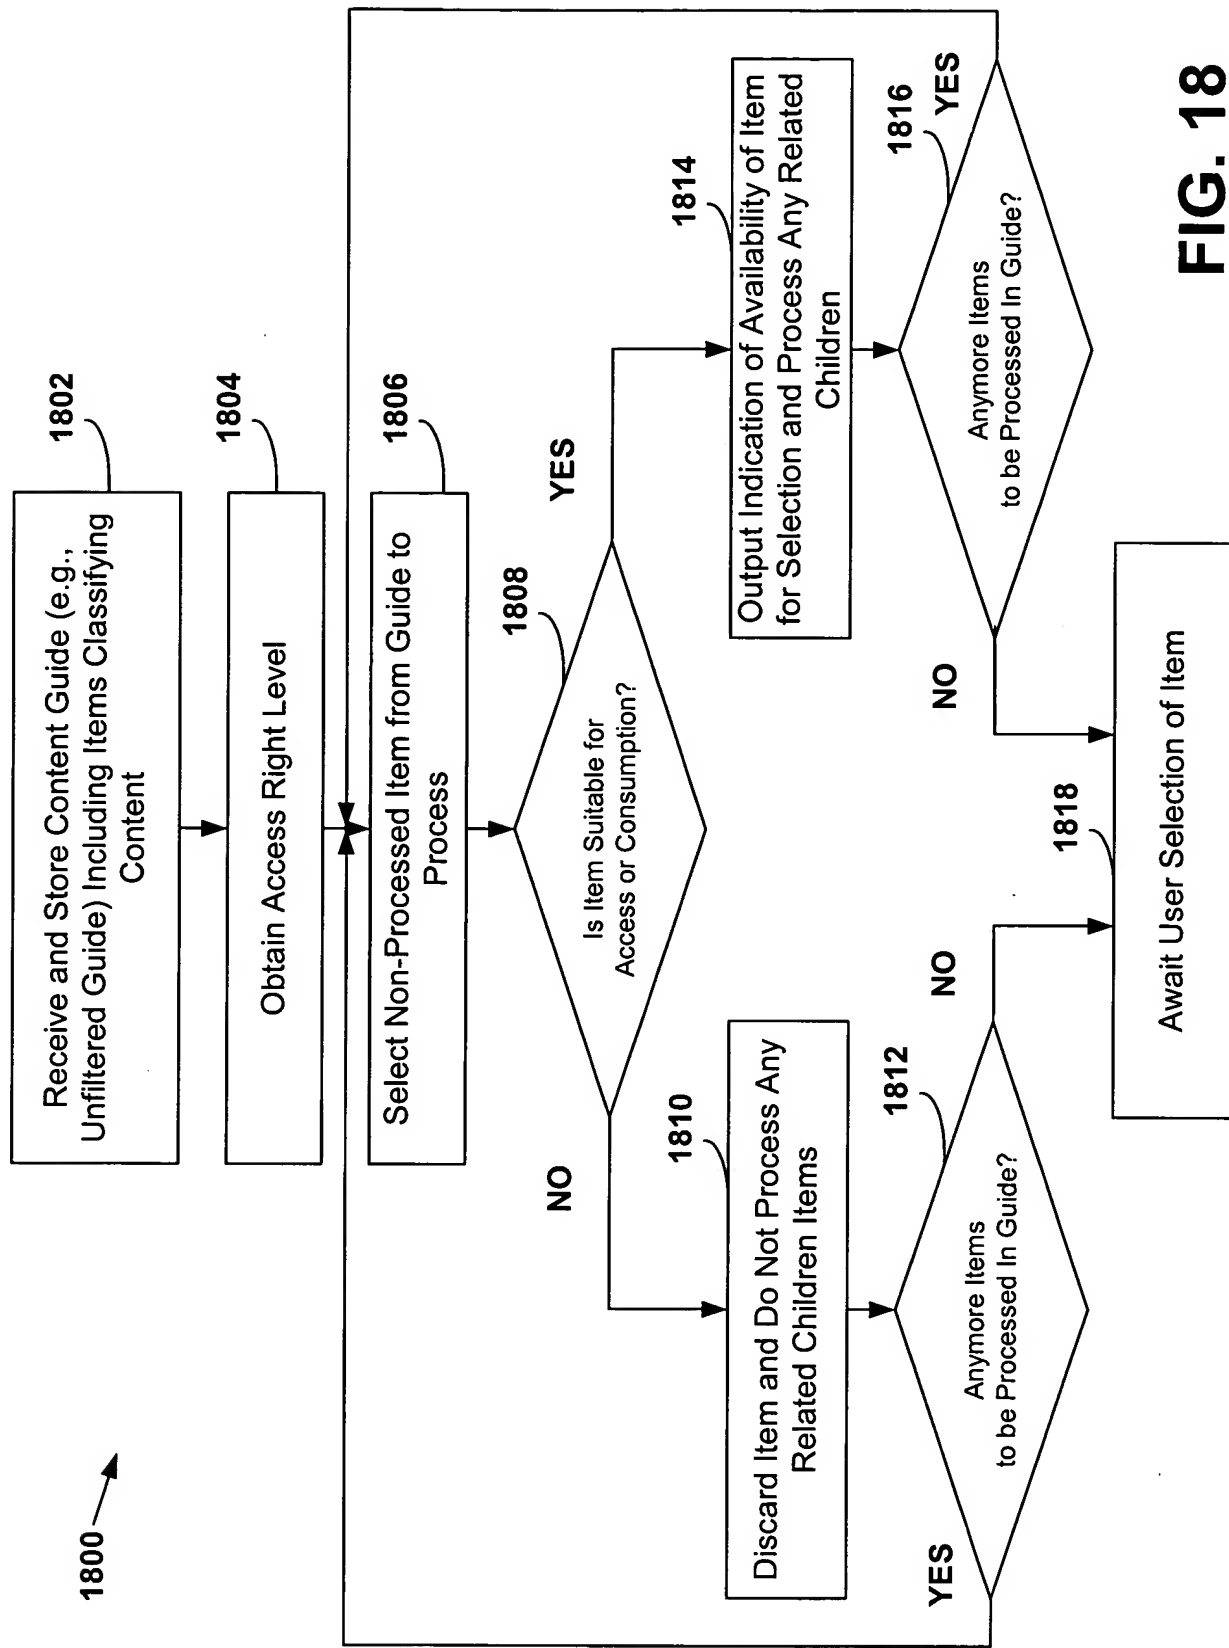 1800
Receive and Store Content Guide (e.g.,
Unfiltered Guide) Including Items Classifying
Content
1802
Obtain Access Right Level
1804
Select Non-Processed Item from Guide to
Process
1806
Is Item Suitable for
Access or Consumption?
1808
NO
YES
Discard Item and Do Not Process Any
Related Children Items
1810
Output Indication of Availability of Item
for Selection and Process Any Related
Children
1814
Anymore Items
to be Processed In Guide?
1812
YES
NO
Anymore Items
to be Processed In Guide?
1816
NO
YES
Await User Selection of Item
1818
FIG. 18